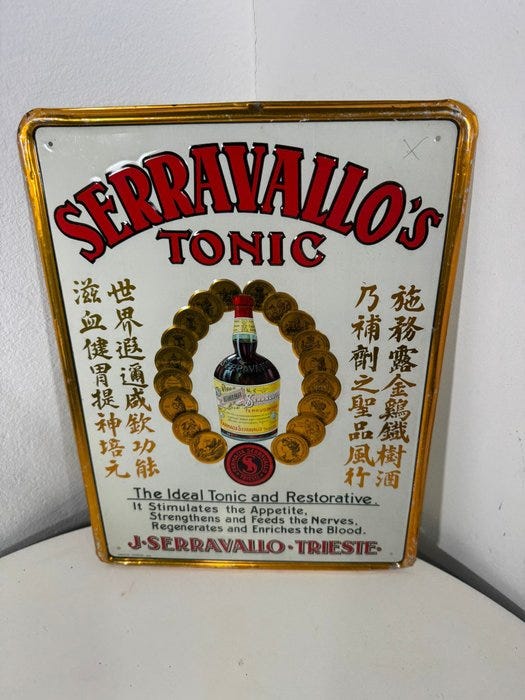 SERRAVALLO'S
TONIC
施務露金鷄鐵樹酒
乃補劑之聖品風行
世界遐邇咸欽功能
滋血健胃提神培元
SERRAVALLO
The Ideal Tonic and Restorative.
It Stimulates the Appetite,
Strengthens and Feeds the Nerves,
Regenerates and Enriches the Blood.
J·SERRAVALLO·TRIESTE·